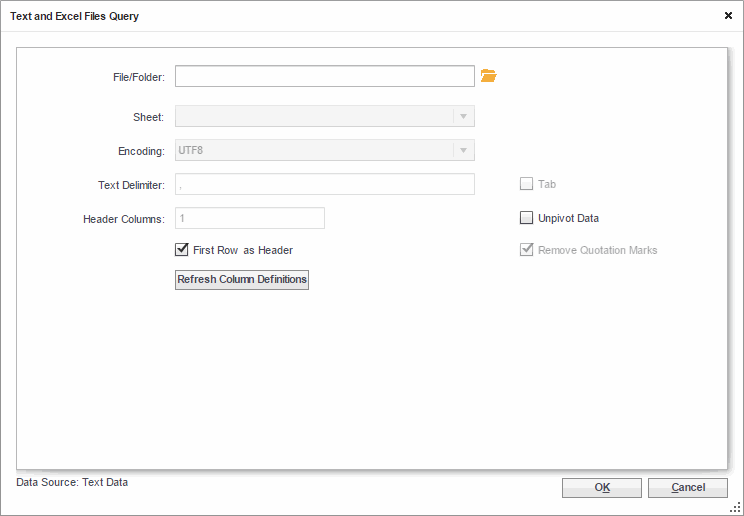 Text and Excel Files Query
File/Folder:
Sheet:
Encoding: UTF8
Text Delimiter: , Tab
Header Columns: 1 Unpivot Data
First Row as Header Remove Quotation Marks
Refresh Column Definitions
Data Source: Text Data
OK Cancel